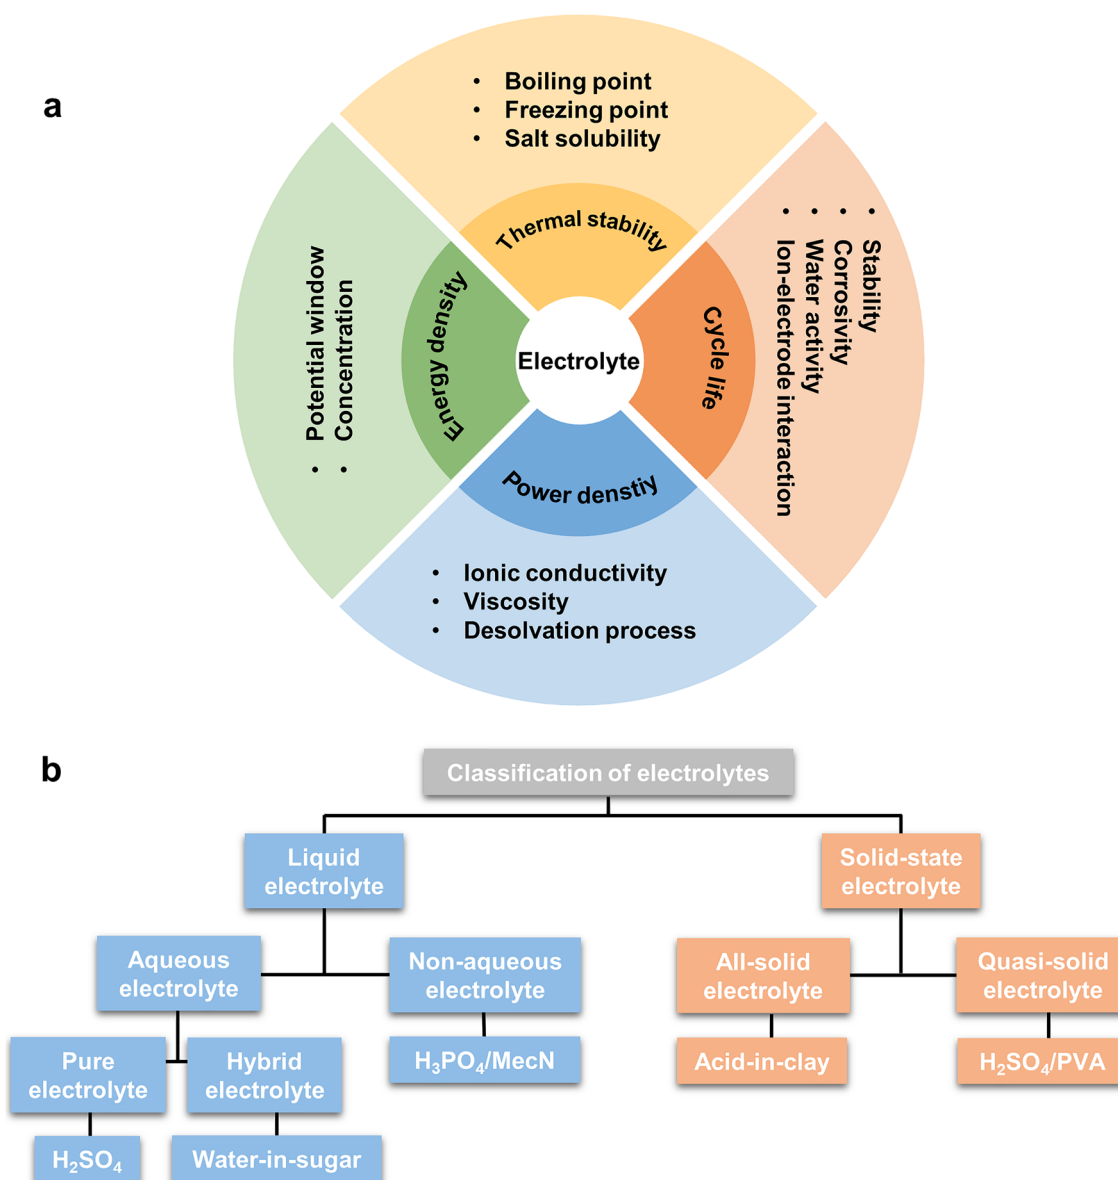 a
• Boiling point
• Freezing point
• Salt solubility
Thermal stability
• Stability
• Corrosivity
• Water activity
• Ion-electrode interaction
Cycle life
• Potential window
• Concentration
Energy density
Electrolyte
Power denstiy
• Ionic conductivity
• Viscosity
• Desolvation process
b
Classification of electrolytes
Liquid
electrolyte
Solid-state
electrolyte
Aqueous
electrolyte
Non-aqueous
electrolyte
All-solid
electrolyte
Quasi-solid
electrolyte
Pure
electrolyte
Hybrid
electrolyte
H₃PO₄/MecN
Acid-in-clay
H₂SO₄/PVA
H₂SO₄
Water-in-sugar